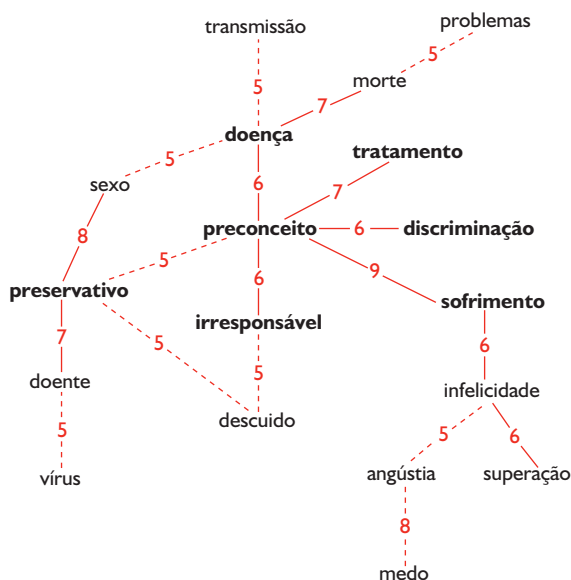 problemas
transmissão
5
morte
5
7
doença
5
tratamento
sexo
6
7
8
preconceito
6
discriminação
5
9
preservativo
6
sofrimento
irresponsável
7
5
6
doente
5
infelicidade
descuido
5
5
6
vírus
angústia
superação
8
medo